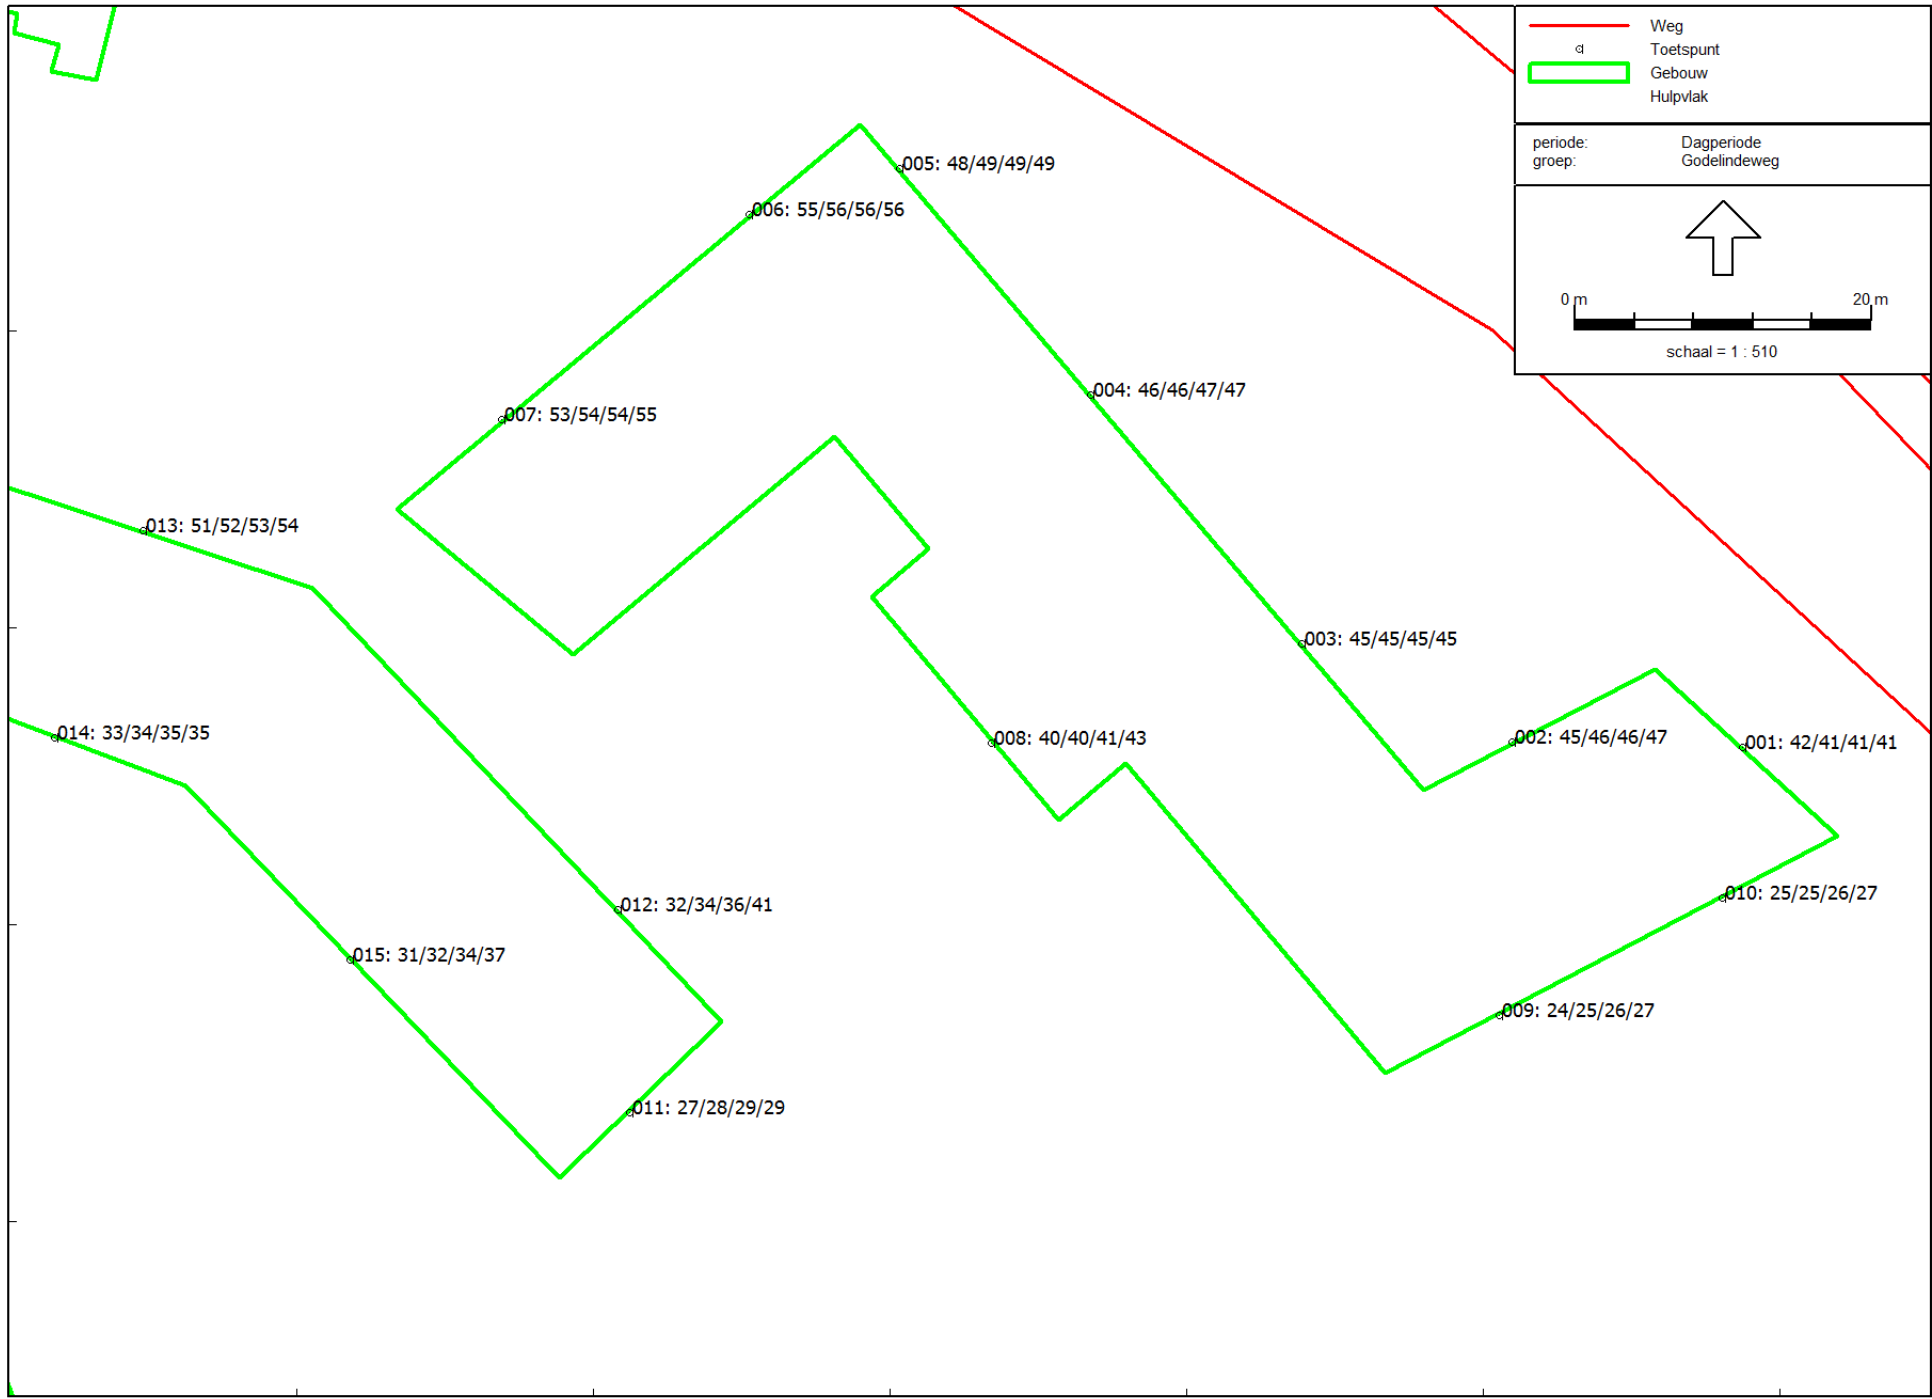 Weg
Toetspunt
Gebouw
Hulpvlak
periode: Dagperiode
groep: Godelindeweg
0 m 20 m
schaal = 1 : 510
005: 48/49/49/49
006: 55/56/56/56
004: 46/46/47/47
007: 53/54/54/55
013: 51/52/53/54
003: 45/45/45/45
014: 33/34/35/35
008: 40/40/41/43
002: 45/46/46/47
001: 42/41/41/41
010: 25/25/26/27
012: 32/34/36/41
015: 31/32/34/37
009: 24/25/26/27
011: 27/28/29/29